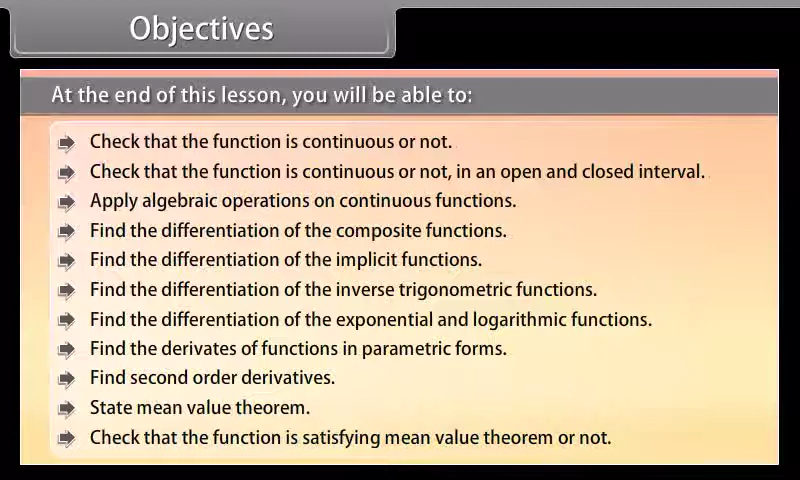 Objectives
At the end of this lesson, you will be able to:
Check that the function is continuous or not.
Check that the function is continuous or not, in an open and closed interval.
Apply algebraic operations on continuous functions.
Find the differentiation of the composite functions.
Find the differentiation of the implicit functions.
Find the differentiation of the inverse trigonometric functions.
Find the differentiation of the exponential and logarithmic functions.
Find the derivates of functions in parametric forms.
Find second order derivatives.
State mean value theorem.
Check that the function is satisfying mean value theorem or not.